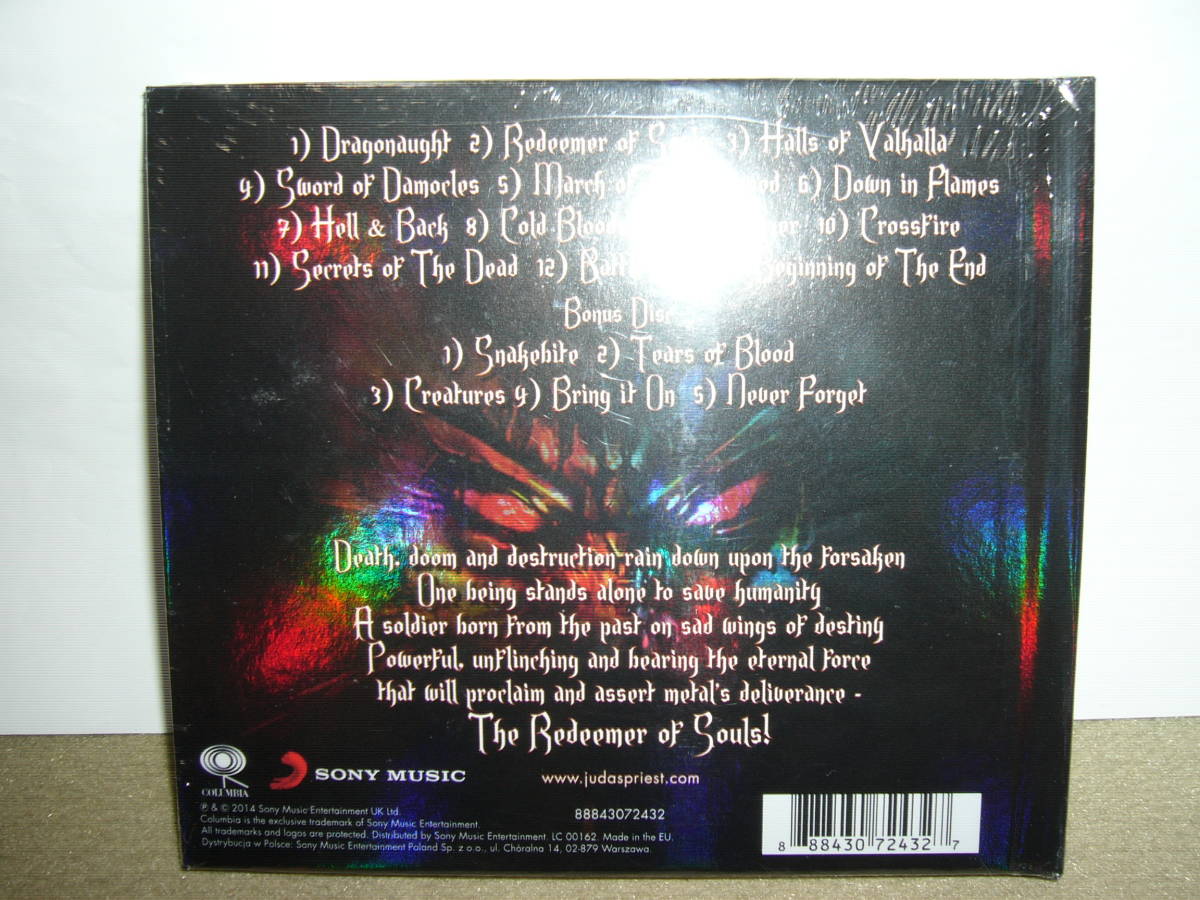 1) Dragonaught 2) Redeemer of 3) Halls of Valhalla
4) Sword of Damocles 5) March of 6) Down in Flames
7) Hell & Back 8) Cold 10) Crossfire
11) Secrets of The Dead 12) Beginning of The End
Bonus Disc
1) Snakebite 2) Tears of Blood
3) Creatures 4) Bring it On 5) Never Forget
Death, doom and destruction rain down upon the forsaken
One being stands alone to save humanity
A soldier born from the past on sad wings of destiny
Powerful, unflinching and bearing the eternal force
that will proclaim and assert metal's deliverance -
The Redeemer of Souls!
COLUMBIA
SONY MUSIC
www.judaspriest.com
℗ & © 2014 Sony Music Entertainment UK Ltd.
Columbia is the exclusive trademark of Sony Music Entertainment.
All trademarks and logos are protected. Distributed by Sony Music Entertainment. LC 00162. Made in the EU.
Dystrybucja w Polsce: Sony Music Entertainment Poland Sp. z o.o., ul. Chóralna 14, 02-879 Warszawa.
88843072432
8 88430 72432 7